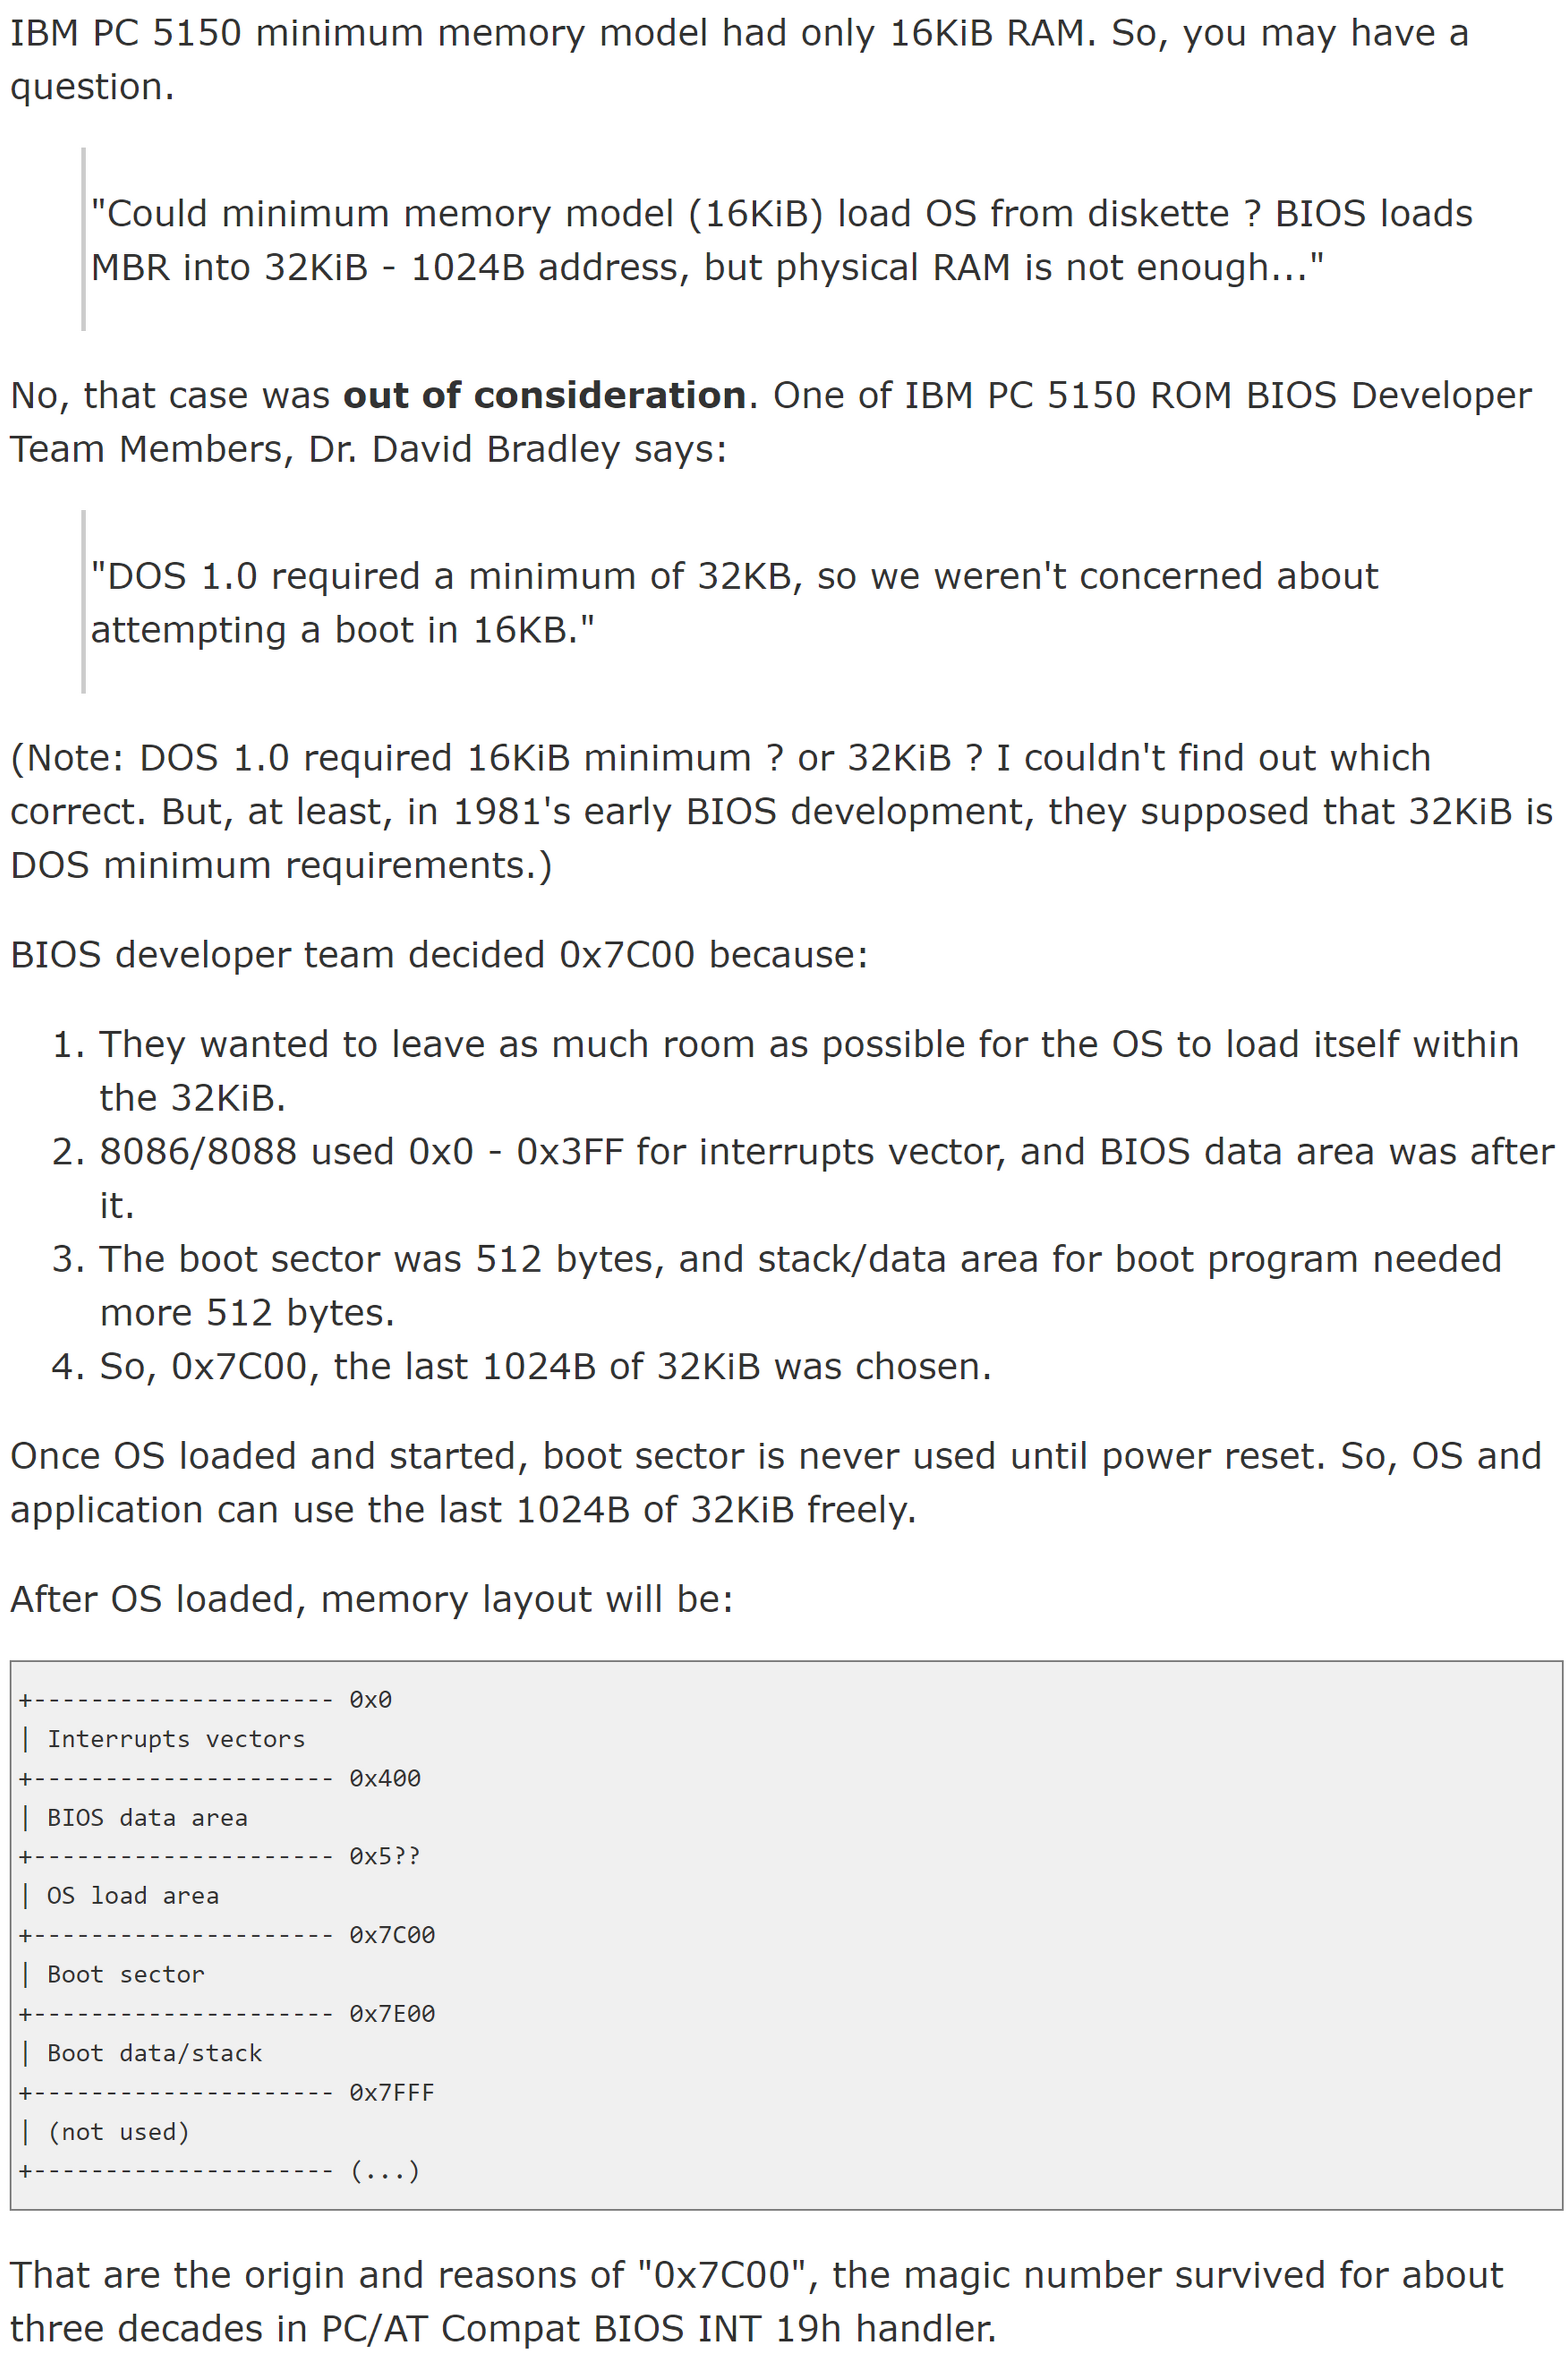 IBM PC 5150 minimum memory model had only 16KiB RAM. So, you may have a
question.
"Could minimum memory model (16KiB) load OS from diskette ? BIOS loads
MBR into 32KiB - 1024B address, but physical RAM is not enough..."
No, that case was out of consideration. One of IBM PC 5150 ROM BIOS Developer
Team Members, Dr. David Bradley says:
"DOS 1.0 required a minimum of 32KB, so we weren't concerned about
attempting a boot in 16KB."
(Note: DOS 1.0 required 16KiB minimum ? or 32KiB ? I couldn't find out which
correct. But, at least, in 1981's early BIOS development, they supposed that 32KiB is
DOS minimum requirements.)
BIOS developer team decided 0x7C00 because:
1. They wanted to leave as much room as possible for the OS to load itself within
the 32KiB.
2. 8086/8088 used 0x0 - 0x3FF for interrupts vector, and BIOS data area was after
it.
3. The boot sector was 512 bytes, and stack/data area for boot program needed
more 512 bytes.
4. So, 0x7C00, the last 1024B of 32KiB was chosen.
Once OS loaded and started, boot sector is never used until power reset. So, OS and
application can use the last 1024B of 32KiB freely.
After OS loaded, memory layout will be:
+--------------------- 0x0
| Interrupts vectors
+--------------------- 0x400
| BIOS data area
+--------------------- 0x5??
| OS load area
+--------------------- 0x7C00
| Boot sector
+--------------------- 0x7E00
| Boot data/stack
+--------------------- 0x7FFF
| (not used)
+--------------------- (...)
That are the origin and reasons of "0x7C00", the magic number survived for about
three decades in PC/AT Compat BIOS INT 19h handler.